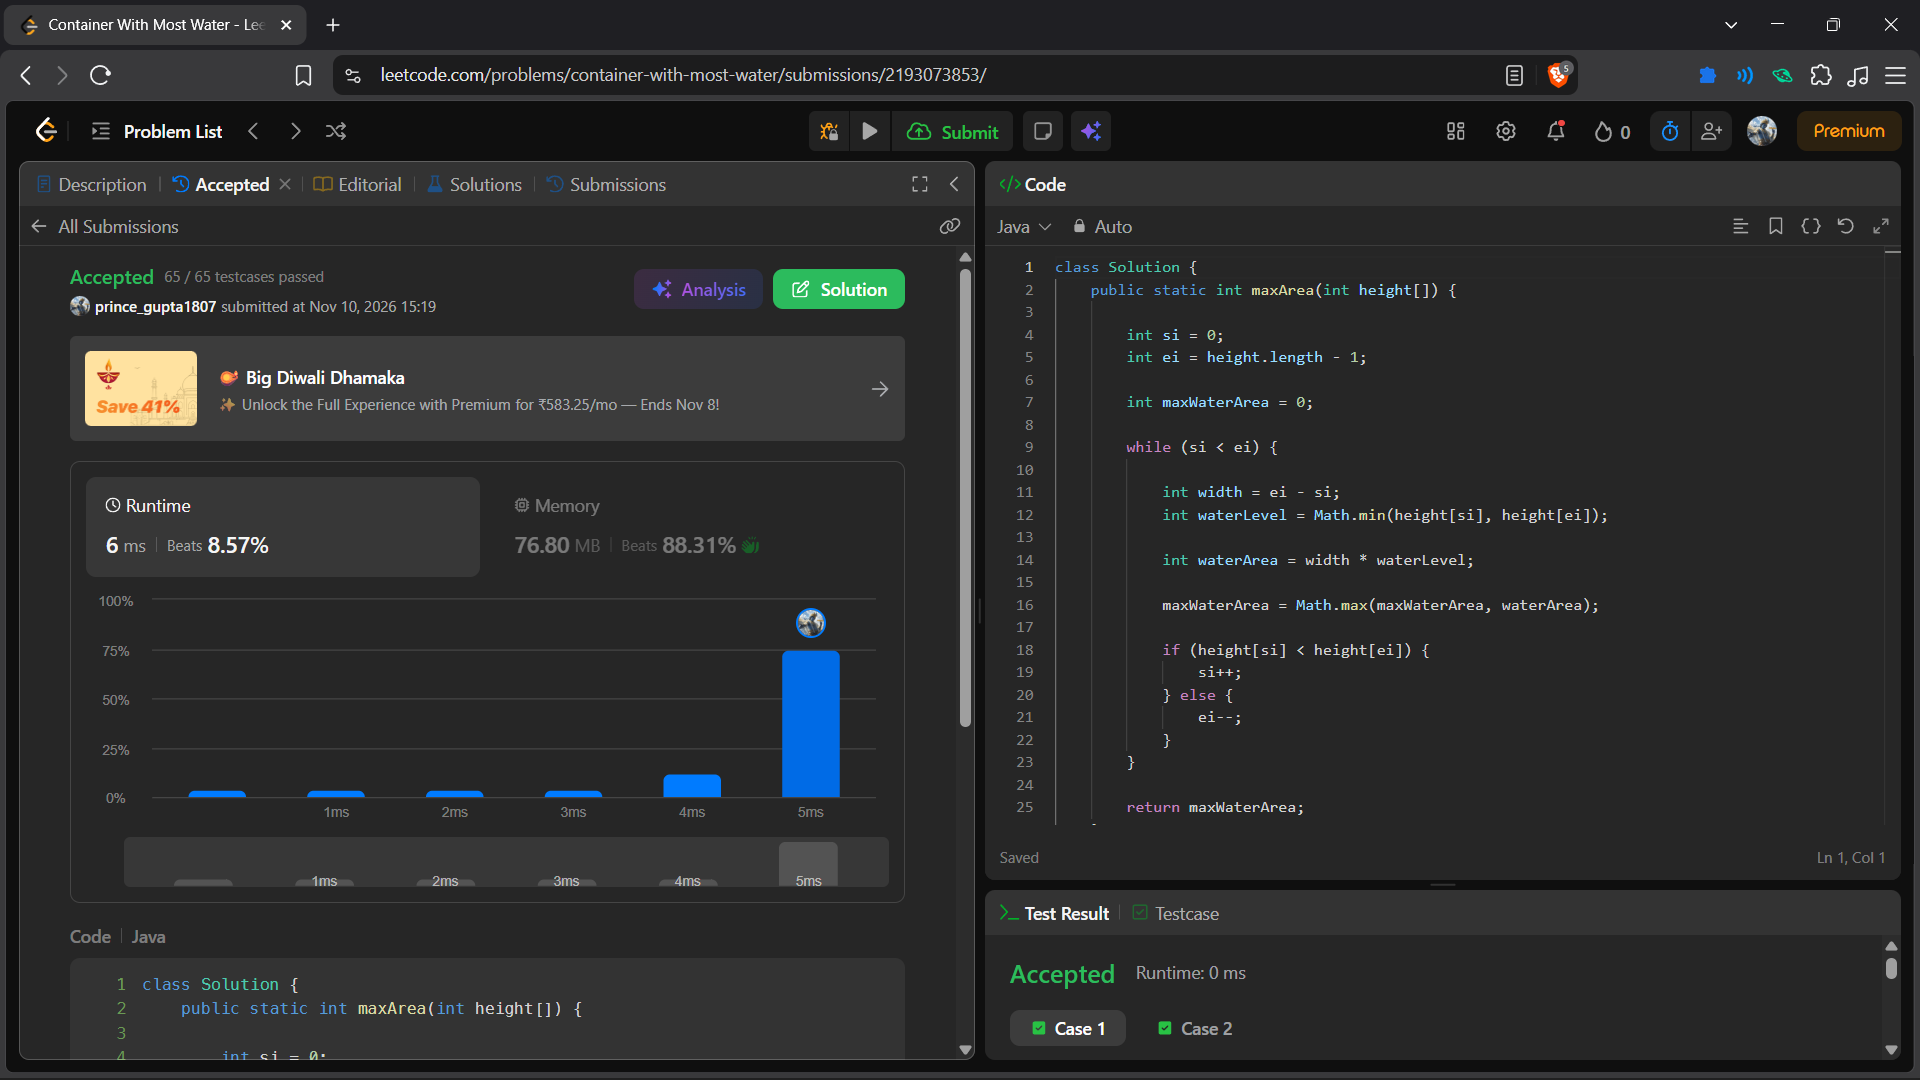 Container With Most Water - Lee
leetcode.com/problems/container-with-most-water/submissions/2193073853/
5
Problem List
Submit
0
Premium
Description
Accepted
Editorial
Solutions
Submissions
All Submissions
Accepted 65 / 65 testcases passed
prince_gupta1807 submitted at Nov 10, 2026 15:19
Analysis
Solution
Save 41%
Big Diwali Dhamaka
Unlock the Full Experience with Premium for ₹583.25/mo — Ends Nov 8!
Runtime
6 ms Beats 8.57%
Memory
76.80 MB Beats 88.31%
100%
75%
50%
25%
0%
1ms 2ms 3ms 4ms 5ms
1ms 2ms 3ms 4ms 5ms
Code Java
1 class Solution {
2 public static int maxArea(int height[]) {
3
4 int si = 0;
</> Code
Java Auto
1 class Solution {
2 public static int maxArea(int height[]) {
3
4 int si = 0;
5 int ei = height.length - 1;
6
7 int maxWaterArea = 0;
8
9 while (si < ei) {
10
11 int width = ei - si;
12 int waterLevel = Math.min(height[si], height[ei]);
13
14 int waterArea = width * waterLevel;
15
16 maxWaterArea = Math.max(maxWaterArea, waterArea);
17
18 if (height[si] < height[ei]) {
19 si++;
20 } else {
21 ei--;
22 }
23 }
24
25 return maxWaterArea;
Saved
Ln 1, Col 1
Test Result
Testcase
Accepted Runtime: 0 ms
Case 1
Case 2